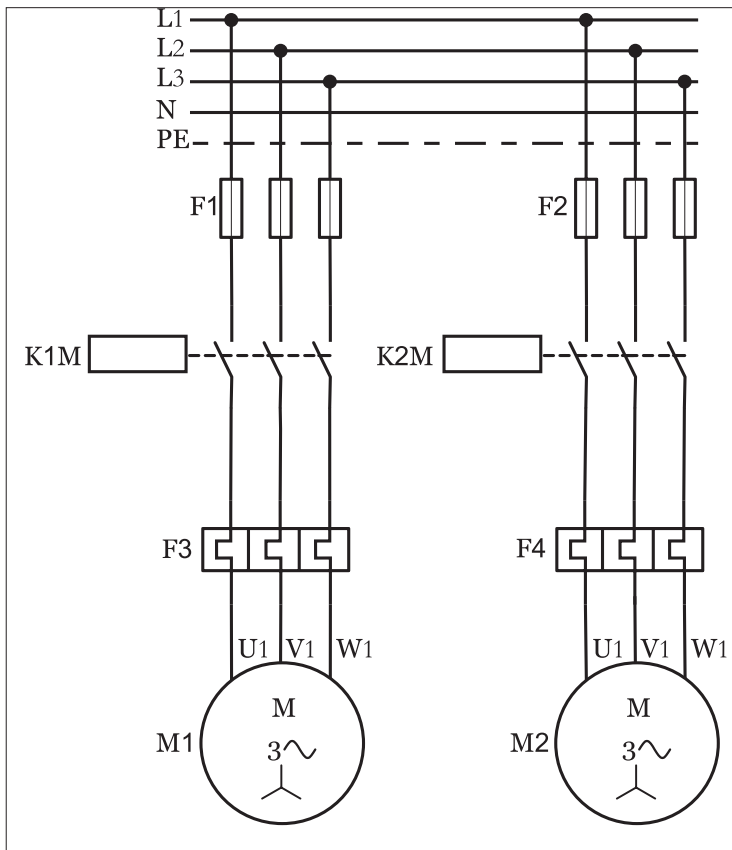 L1
L2
L3
N
PE
F1 F2
K1M K2M
F3 F4
U1 V1 W1 U1 V1 W1
M M
M1 3 M2 3